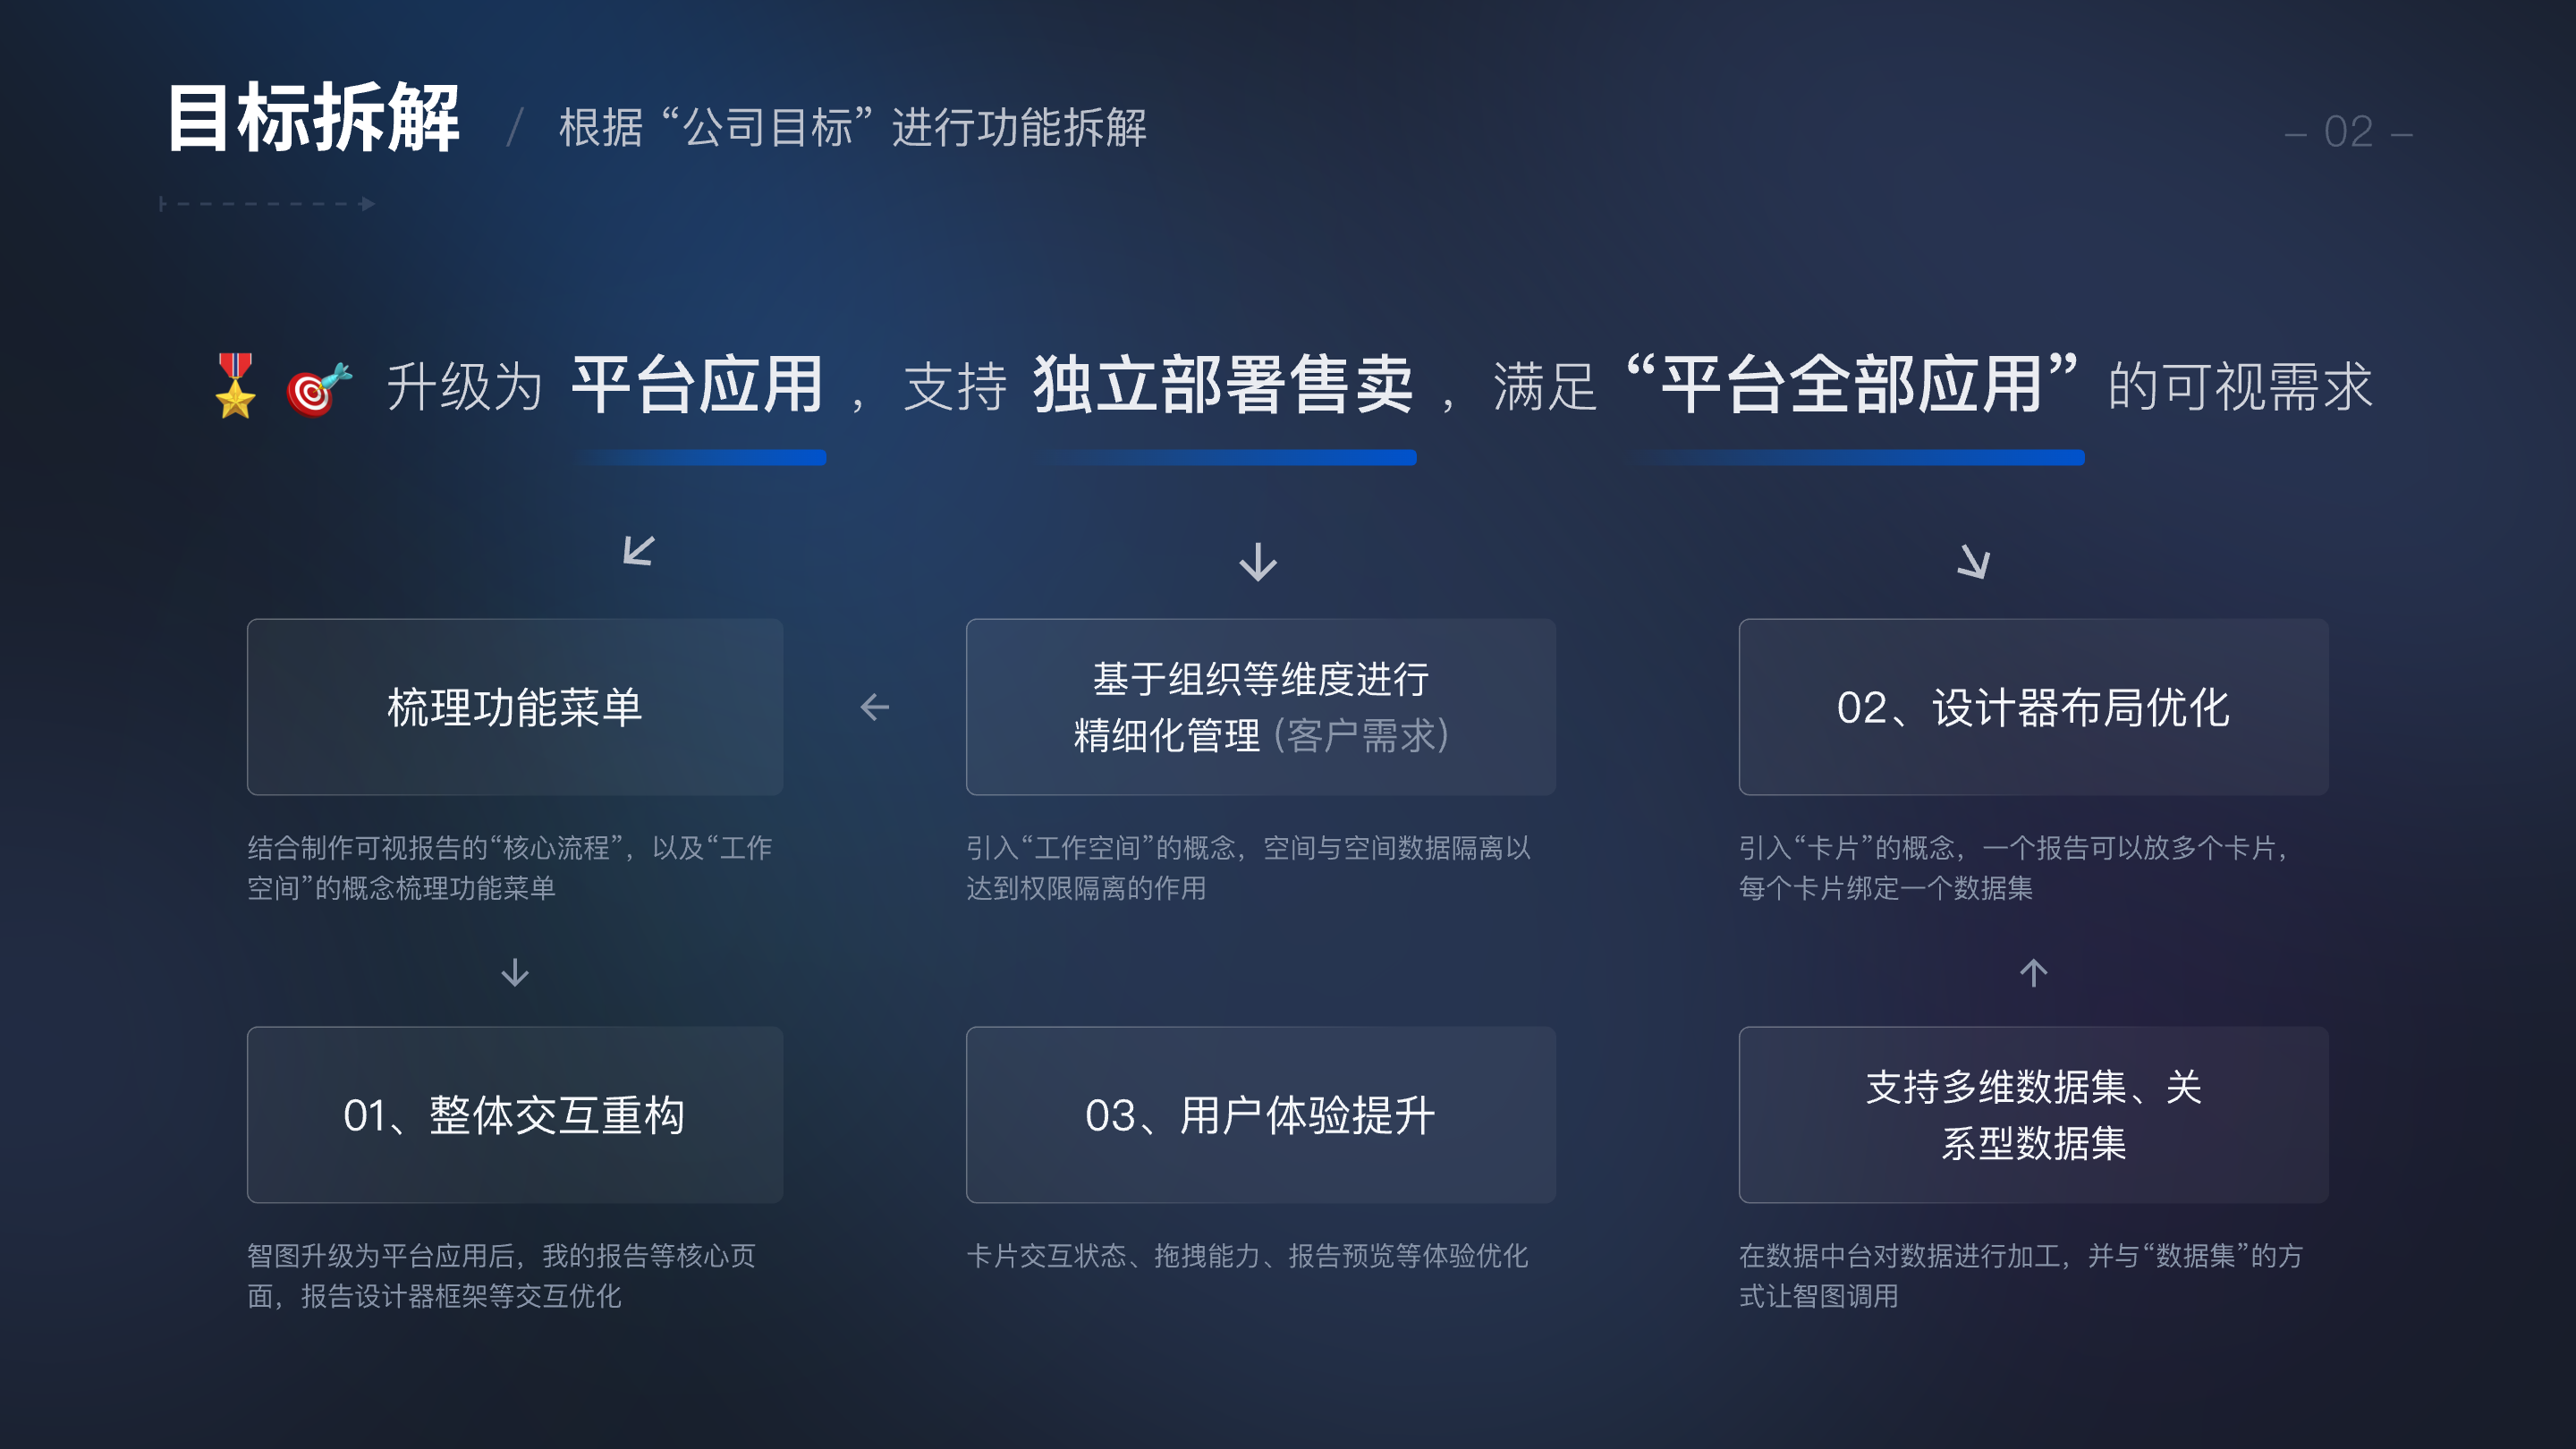 目标拆解 / 根据 “公司目标” 进行功能拆解
– 02 –
升级为 平台应用 ， 支持 独立部署售卖 ， 满足 “平台全部应用” 的可视需求
梳理功能菜单
结合制作可视报告的“核心流程”，以及“工作
空间”的概念梳理功能菜单
基于组织等维度进行
精细化管理 (客户需求)
引入“工作空间”的概念，空间与空间数据隔离以
达到权限隔离的作用
02、设计器布局优化
引入“卡片”的概念，一个报告可以放多个卡片，
每个卡片绑定一个数据集
01、整体交互重构
智图升级为平台应用后，我的报告等核心页
面，报告设计器框架等交互优化
03、用户体验提升
卡片交互状态、拖拽能力、报告预览等体验优化
支持多维数据集、关
系型数据集
在数据中台对数据进行加工，并与“数据集”的方
式让智图调用